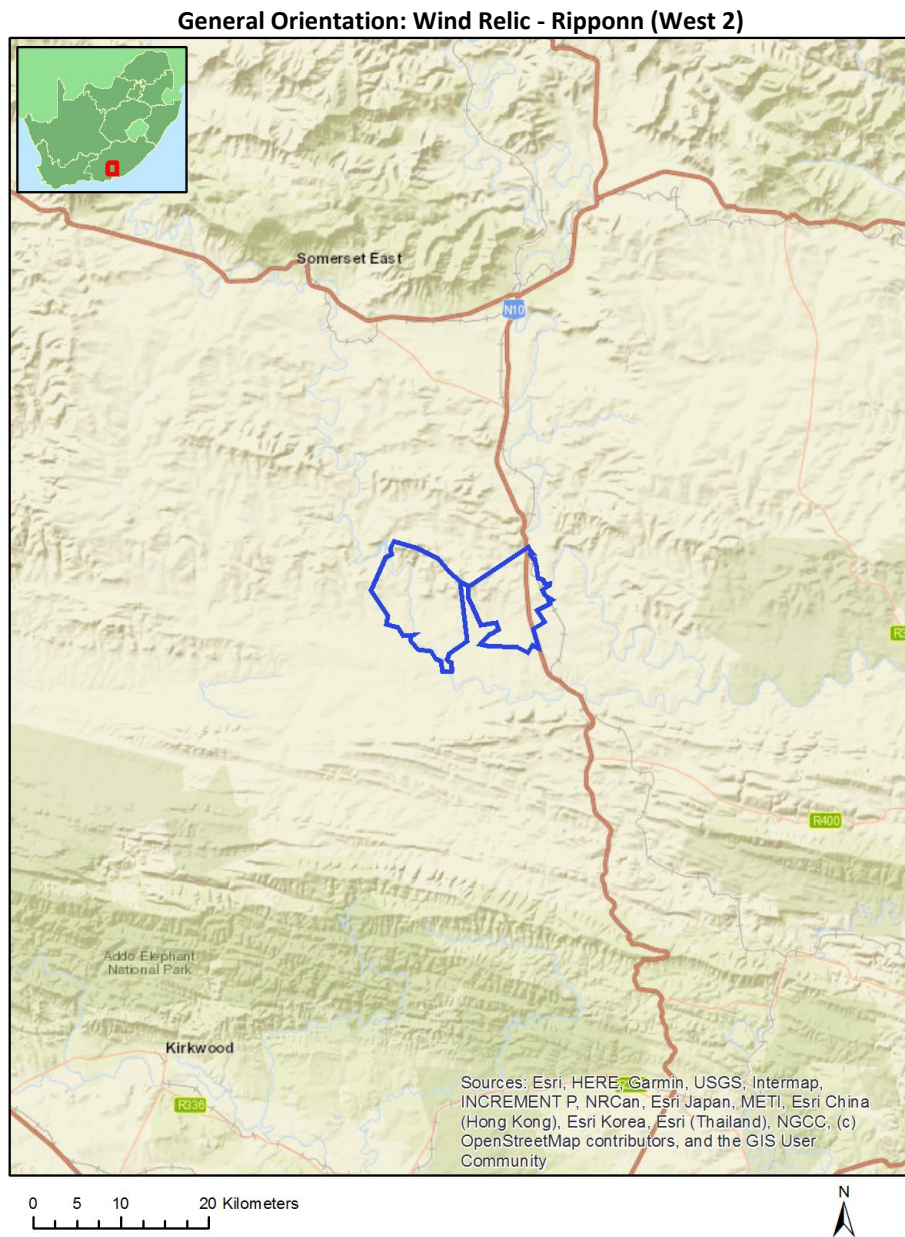 General Orientation: Wind Relic - Ripponn (West 2)
Somerset East
N10
R400
Addo Elephant
National Park
Kirkwood
R336
Sources: Esri, HERE, Garmin, USGS, Intermap,
INCREMENT P, NRCan, Esri Japan, METI, Esri China
(Hong Kong), Esri Korea, Esri (Thailand), NGCC, (c)
OpenStreetMap contributors, and the GIS User
Community
0 5 10 20 Kilometers
N